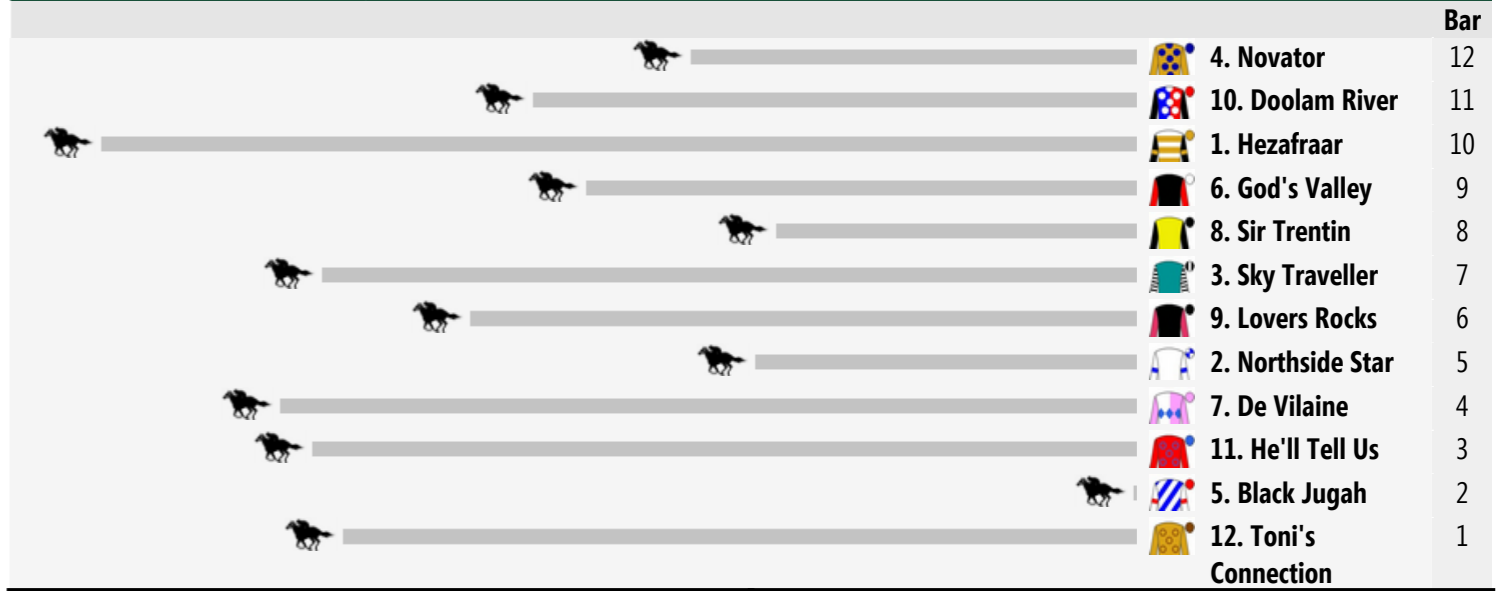 Bar
4. Novator 12
10. Doolam River 11
1. Hezafraar 10
6. God's Valley 9
8. Sir Trentin 8
3. Sky Traveller 7
9. Lovers Rocks 6
2. Northside Star 5
7. De Vilaine 4
11. He'll Tell Us 3
5. Black Jugah 2
12. Toni's 1
Connection